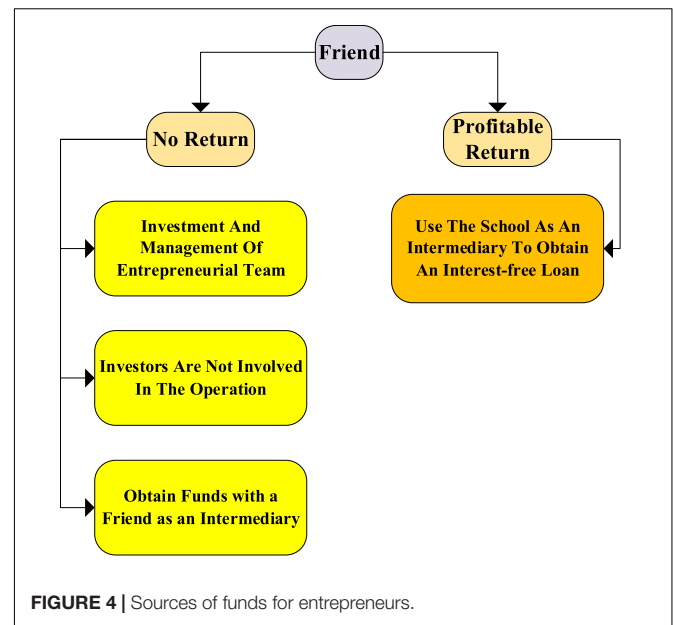 Friend
No Return
Profitable
Return
Investment And
Management Of
Entrepreneurial Team
Use The School As An
Intermediary To Obtain
An Interest-free Loan
Investors Are Not Involved
In The Operation
Obtain Funds with a
Friend as an Intermediary
FIGURE 4 | Sources of funds for entrepreneurs.